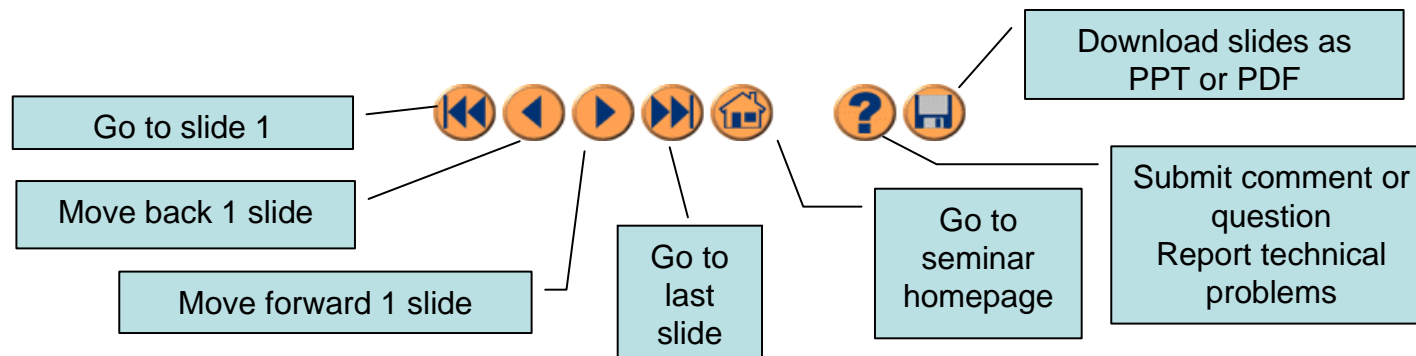 Download slides as
PPT or PDF
Go to slide 1
?
Move back 1 slide
Submit comment or
question
Report technical
problems
Go to
seminar
homepage
Go to
last
slide
Move forward 1 slide